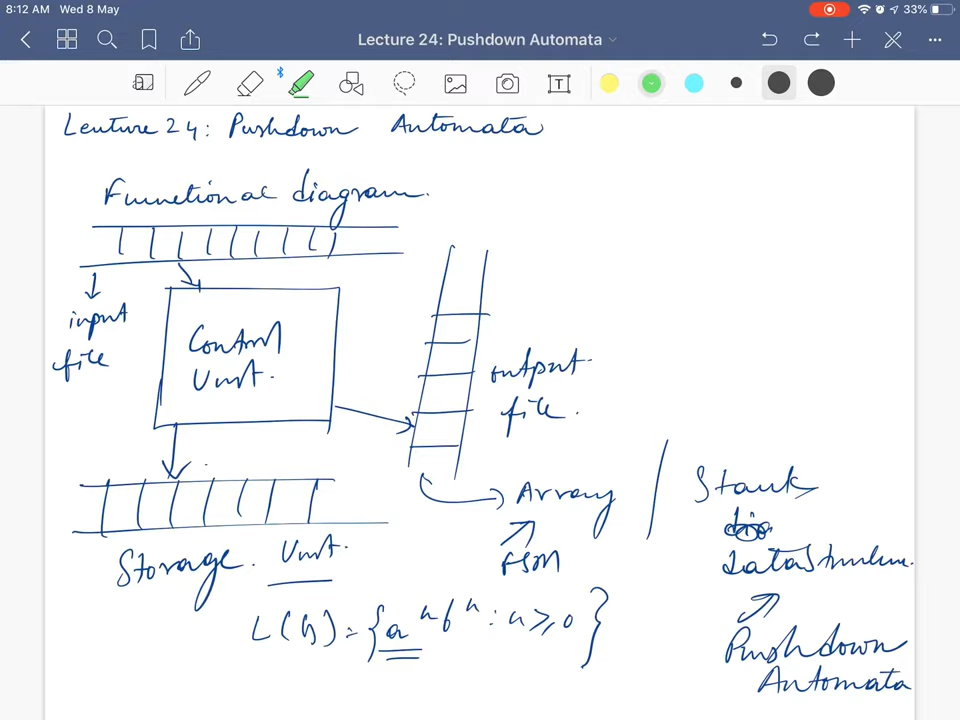 8:12 AM Wed 8 May
33%
Lecture 24: Pushdown Automata
T
Lecture 24: Pushdown Automata
Functional diagram.
input
file
Control
Unit.
output
file.
Array
Stack
Storage Unit.
FSM
Data Structure.
L(G) = {aⁿbⁿ : n ≥ 0}
Pushdown
Automata